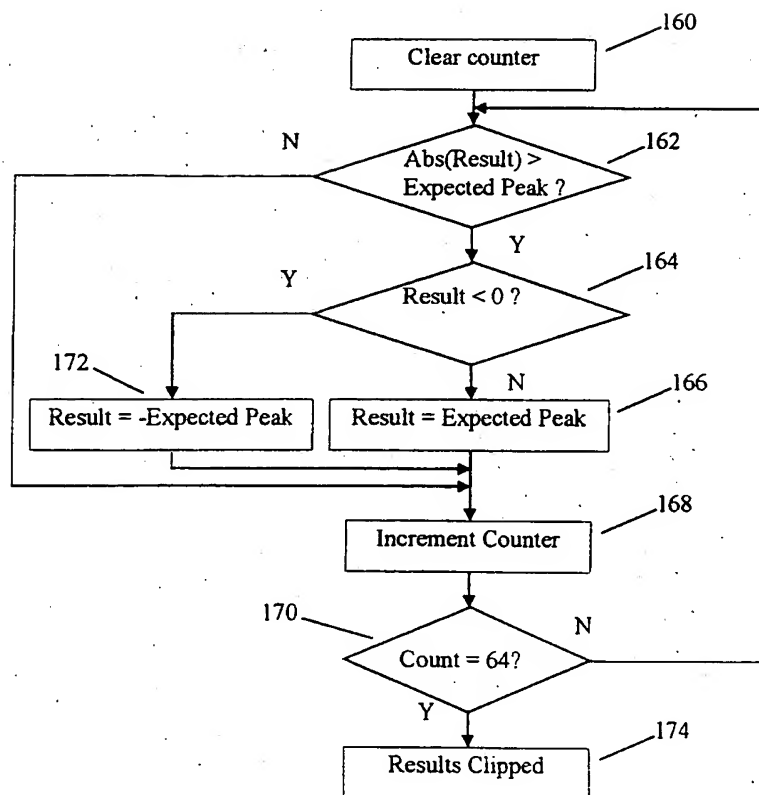 160
Clear counter
N
162
Abs(Result) >
Expected Peak ?
Y
164
Y
Result < 0 ?
172
N
166
Result = -Expected Peak
Result = Expected Peak
168
Increment Counter
170
N
Count = 64?
Y
174
Results Clipped